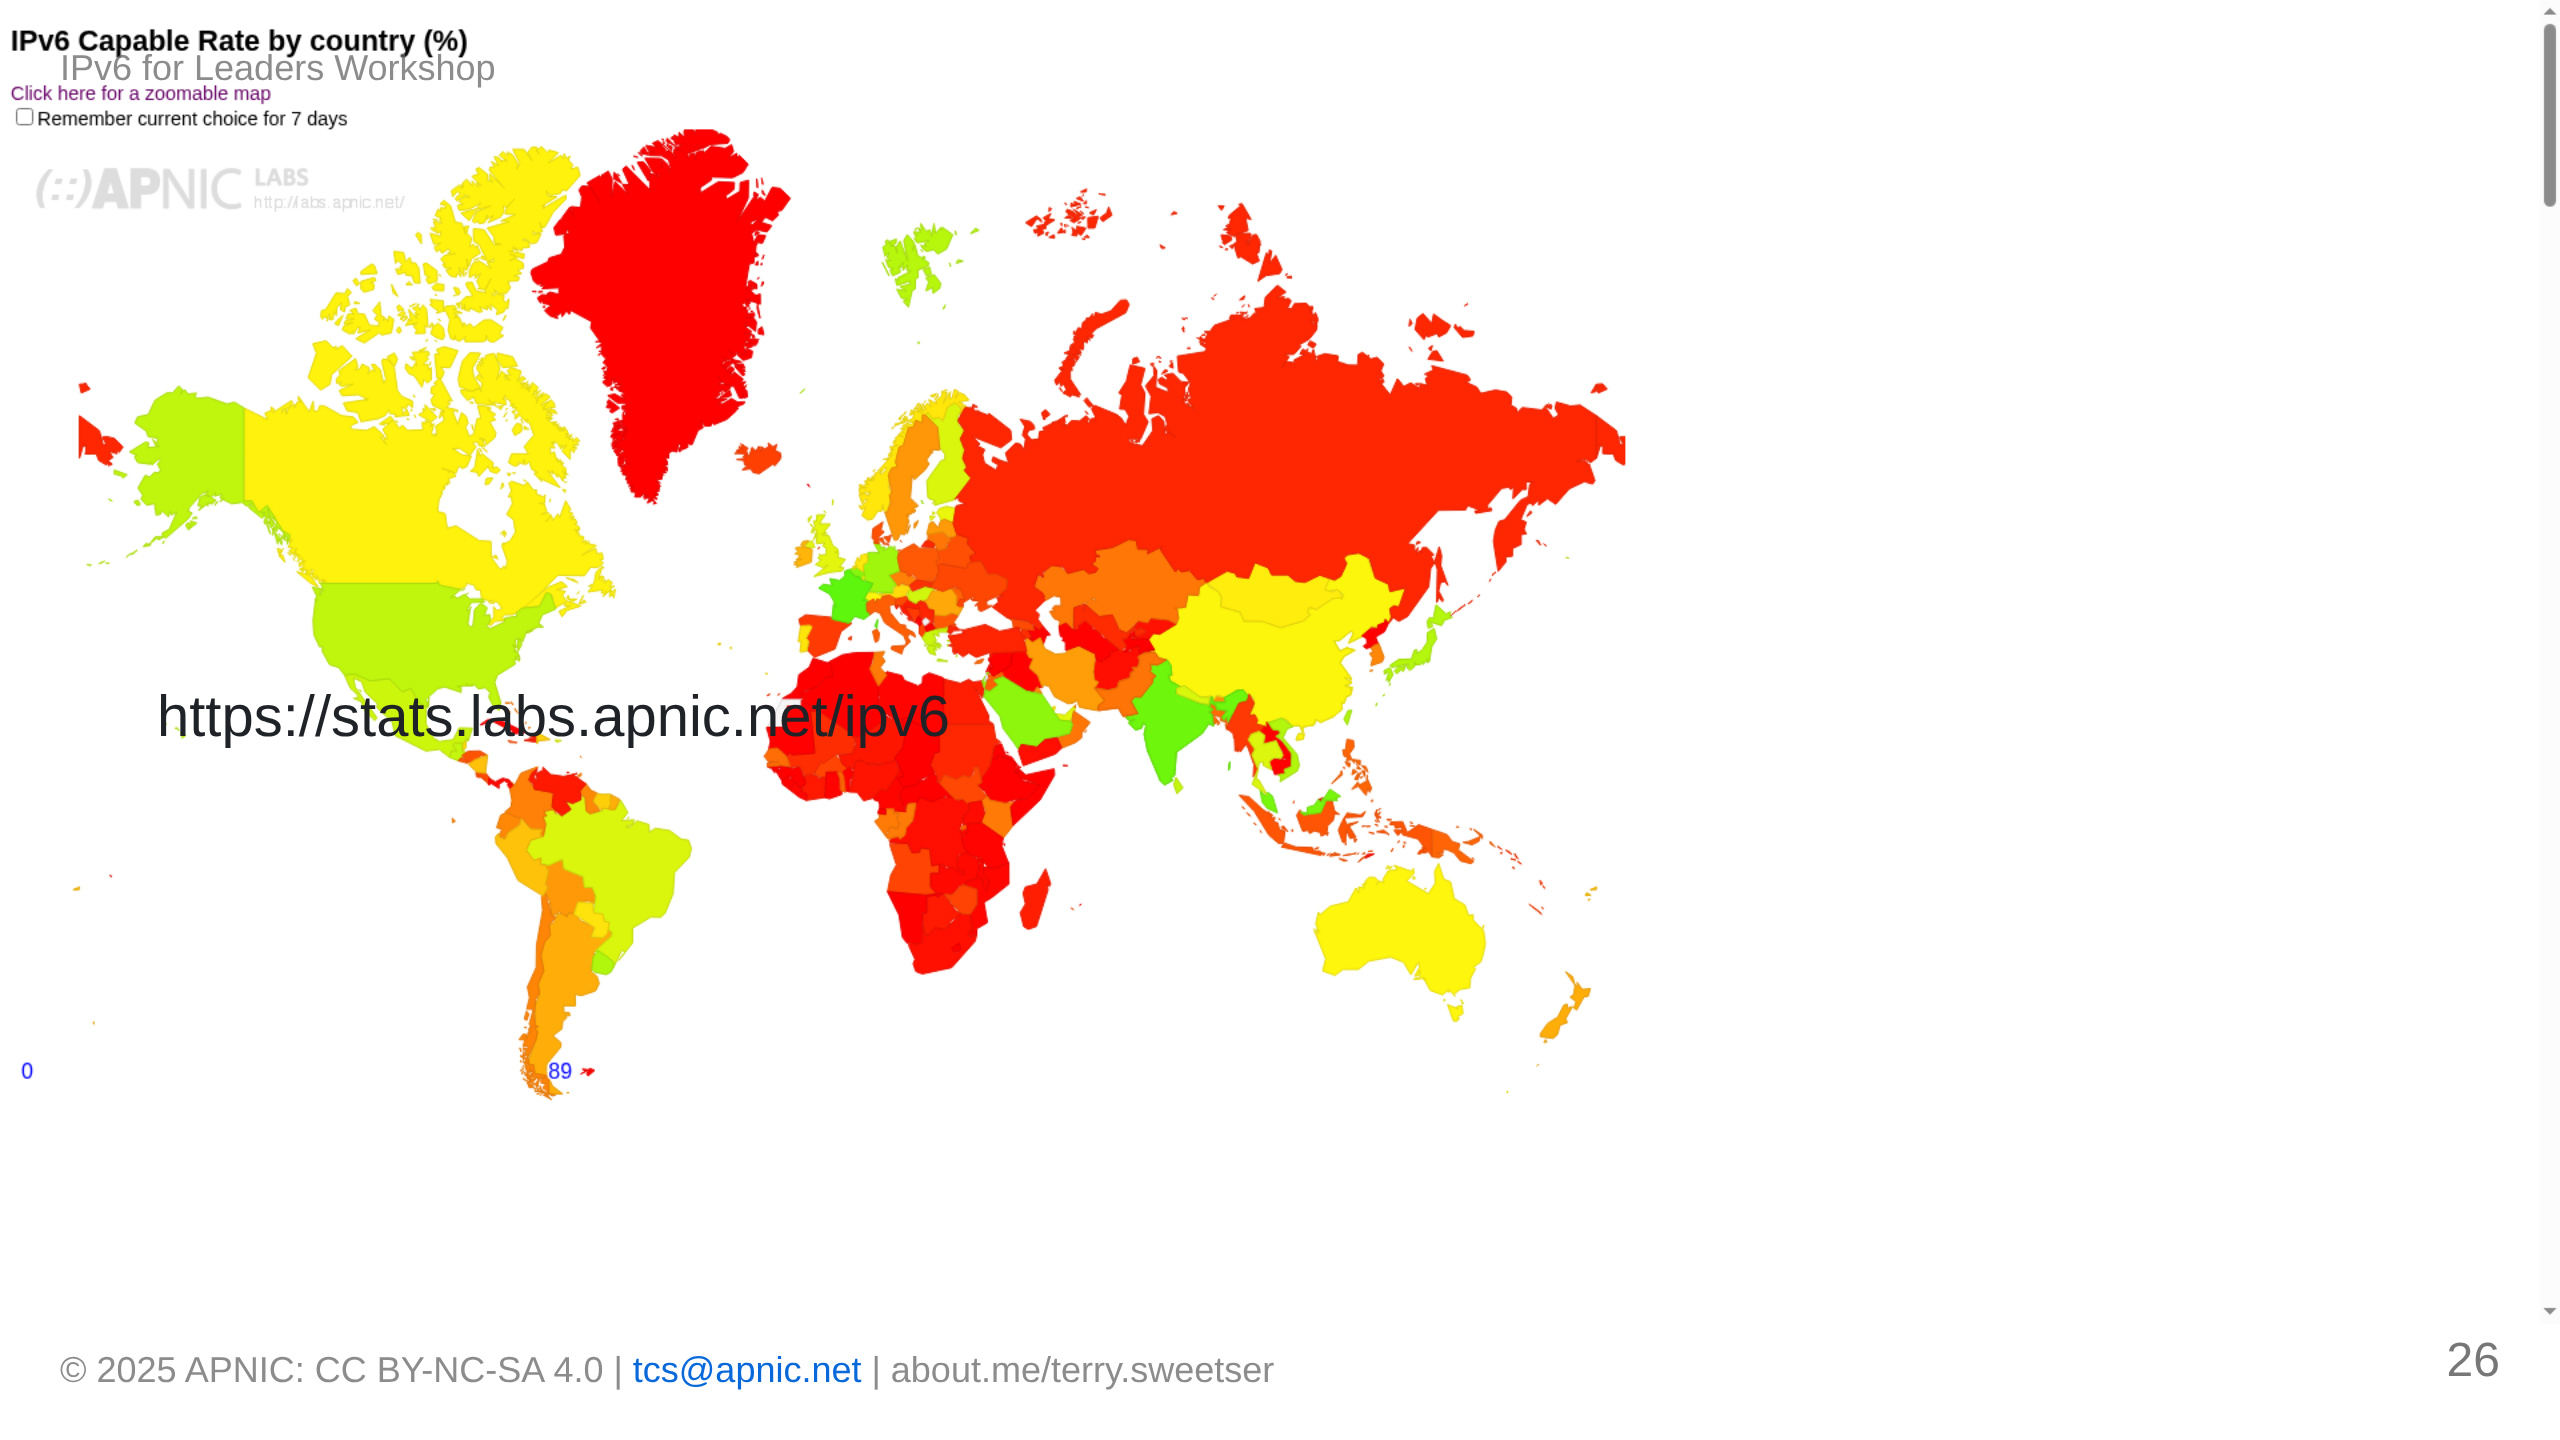 IPv6 Capable Rate by country (%)
IPv6 for Leaders Workshop
Click here for a zoomable map
Remember current choice for 7 days
(::)APNIC LABS
http://labs.apnic.net/
https://stats.labs.apnic.net/ipv6
0 89
© 2025 APNIC: CC BY-NC-SA 4.0 | tcs@apnic.net | about.me/terry.sweetser
26